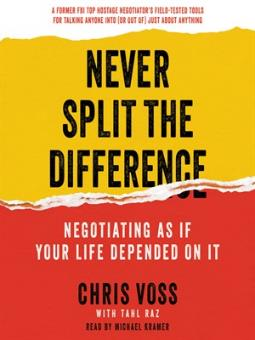 A FORMER FBI TOP HOSTAGE NEGOTIATOR'S FIELD-TESTED TOOLS
FOR TALKING ANYONE INTO (OR OUT OF) JUST ABOUT ANYTHING
NEVER
SPLIT THE
DIFFERENCE
NEGOTIATING AS IF
YOUR LIFE DEPENDED ON IT
CHRIS VOSS
WITH TAHL RAZ
READ BY MICHAEL KRAMER